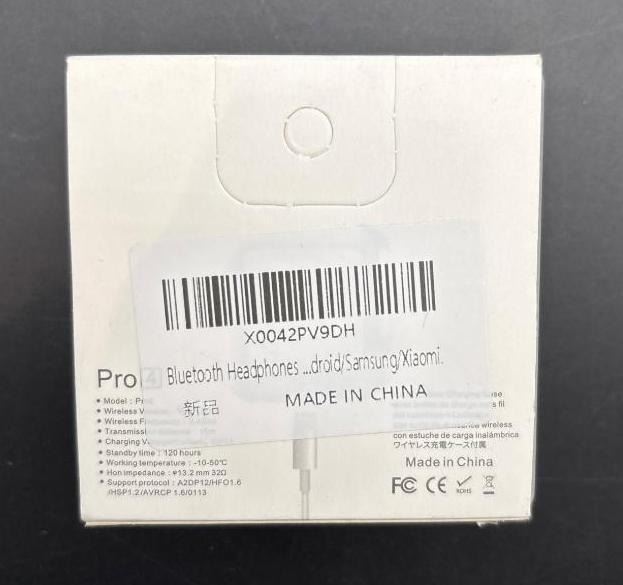 X0042PV9DH
Bluetooth Headphones ...droid/Samsung/Xiaomi.
新品 MADE IN CHINA
Pro 4
• Model :
• Wireless
• Wireless
•
• Charging
• Standby time : 120 hours
• Working temperature : -10-50℃
• Hon impedance : φ13.2 mm 32Ω
• Support protocol : A2DP12/HFO1.6
/HSP1.2/AVRCP 1.6/0113
fil
wireless
con estuche de carga inalámbrica
ワイヤレス充電ケース付属
Made in China
FC CE ROHS